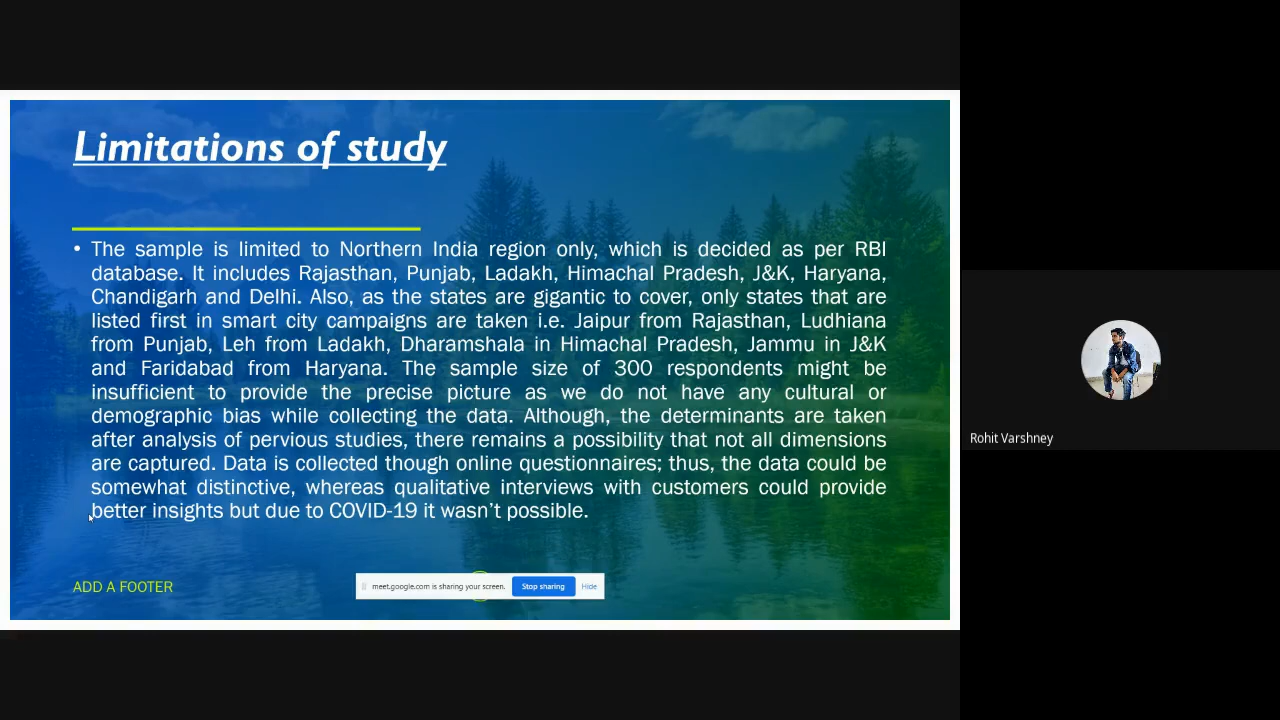 Limitations of study
• The sample is limited to Northern India region only, which is decided as per RBI
database. It includes Rajasthan, Punjab, Ladakh, Himachal Pradesh, J&K, Haryana,
Chandigarh and Delhi. Also, as the states are gigantic to cover, only states that are
listed first in smart city campaigns are taken i.e. Jaipur from Rajasthan, Ludhiana
from Punjab, Leh from Ladakh, Dharamshala in Himachal Pradesh, Jammu in J&K
and Faridabad from Haryana. The sample size of 300 respondents might be
insufficient to provide the precise picture as we do not have any cultural or
demographic bias while collecting the data. Although, the determinants are taken
after analysis of pervious studies, there remains a possibility that not all dimensions
are captured. Data is collected though online questionnaires; thus, the data could be
somewhat distinctive, whereas qualitative interviews with customers could provide
better insights but due to COVID-19 it wasn't possible.
ADD A FOOTER
meet.google.com is sharing your screen. Stop sharing Hide
Rohit Varshney